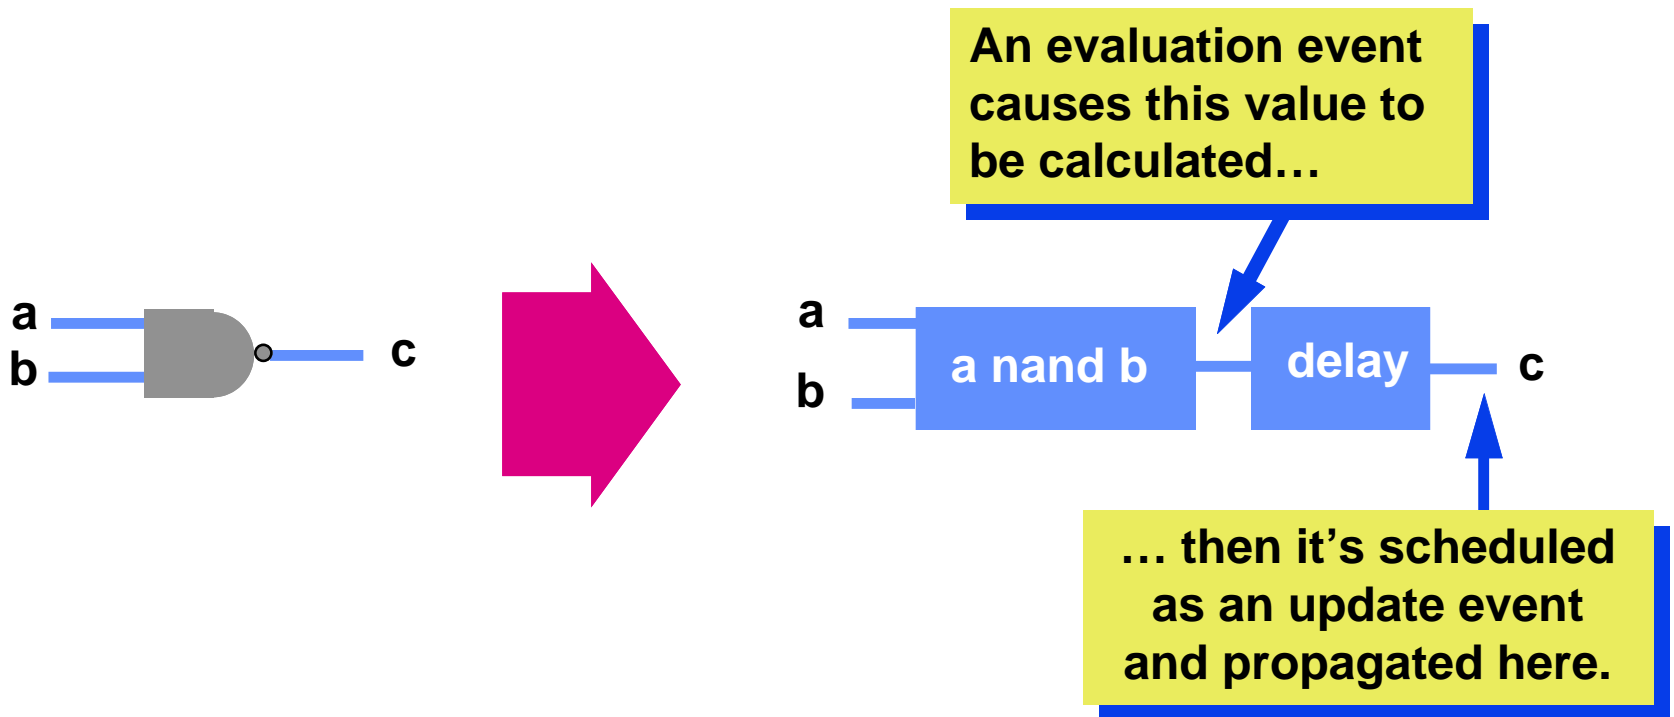 An evaluation event
causes this value to
be calculated…
a
b
c
a
b
a nand b
delay
c
… then it’s scheduled
as an update event
and propagated here.